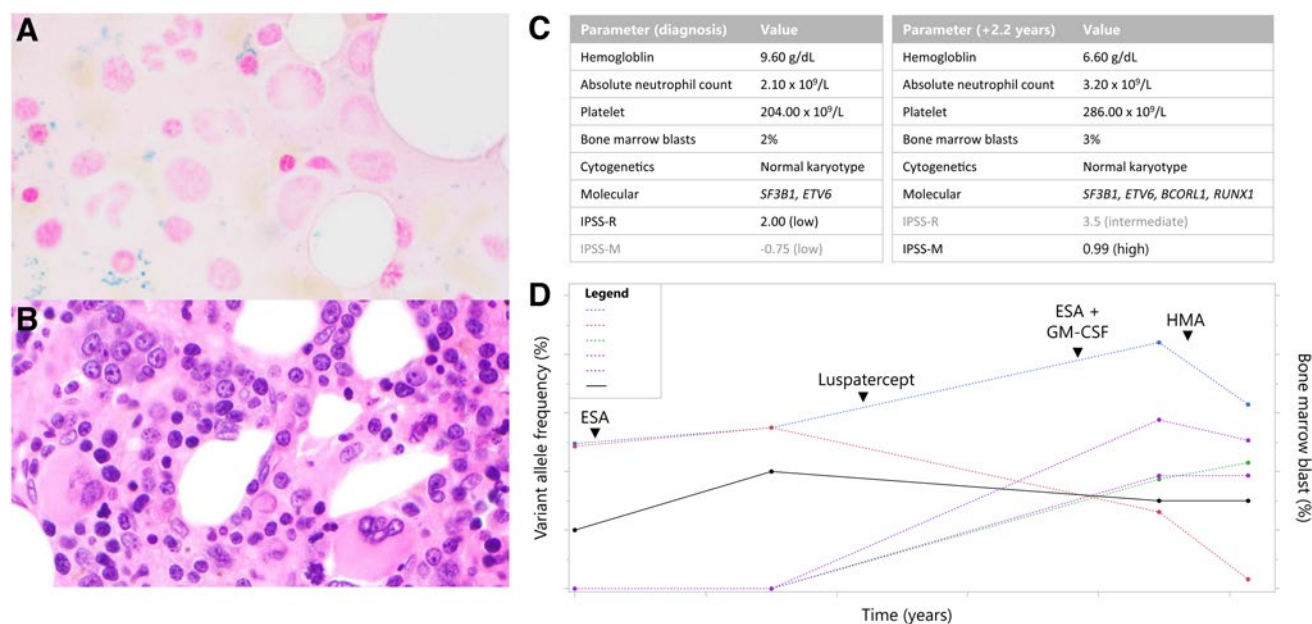 A
B
C
Parameter (diagnosis) Value
Hemogloblin 9.60 g/dL
Absolute neutrophil count 2.10 x 10⁹/L
Platelet 204.00 x 10⁹/L
Bone marrow blasts 2%
Cytogenetics Normal karyotype
Molecular SF3B1, ETV6
IPSS-R 2.00 (low)
IPSS-M -0.75 (low)
Parameter (+2.2 years) Value
Hemogloblin 6.60 g/dL
Absolute neutrophil count 3.20 x 10⁹/L
Platelet 286.00 x 10⁹/L
Bone marrow blasts 3%
Cytogenetics Normal karyotype
Molecular SF3B1, ETV6, BCORL1, RUNX1
IPSS-R 3.5 (intermediate)
IPSS-M 0.99 (high)
D
Legend
Variant allele frequency (%)
ESA
Luspatercept
ESA +
GM-CSF
HMA
Bone marrow blast (%)
Time (years)